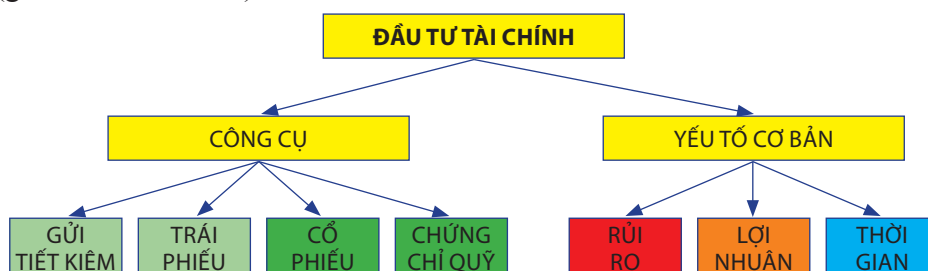 ĐẦU TƯ TÀI CHÍNH
CÔNG CỤ
YẾU TỐ CƠ BẢN
GỬI
TIẾT KIỆM
TRÁI
PHIẾU
CỔ
PHIẾU
CHỨNG
CHỈ QUỸ
RỦI
RO
LỢI
NHUẬN
THỜI
GIAN